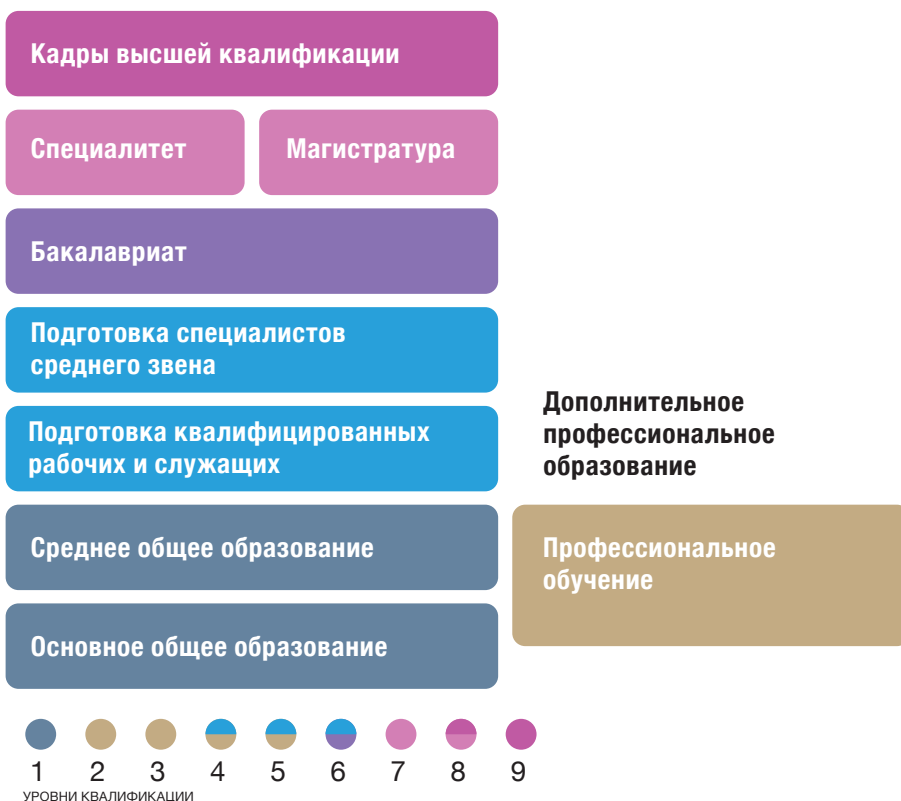 Кадры высшей квалификации
Специалитет
Магистратура
Бакалавриат
Подготовка специалистов
среднего звена
Подготовка квалифицированных
рабочих и служащих
Дополнительное
профессиональное
образование
Среднее общее образование
Профессиональное
обучение
Основное общее образование
1 2 3 4 5 6 7 8 9
УРОВНИ КВАЛИФИКАЦИИ